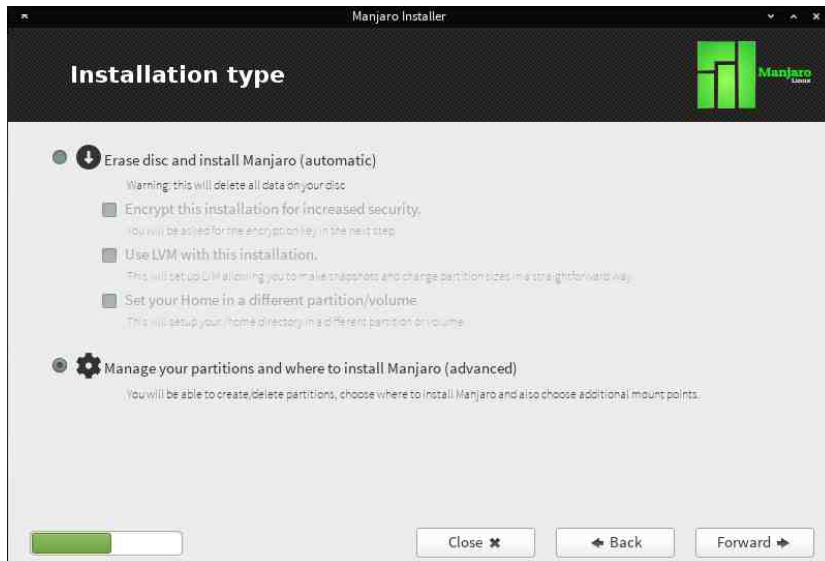 Manjaro Installer
Installation type
Manjaro
Linux
Erase disc and install Manjaro (automatic)
Warning: this will delete all data on your disc
Encrypt this installation for increased security.
You will be asked for the encryption key in the next step
Use LVM with this installation.
This will set up LVM allowing you to make snapshots and change partition sizes in a straightforward way.
Set your Home in a different partition/volume
This will setup your /home directory in a different partition or volume.
Manage your partitions and where to install Manjaro (advanced)
You will be able to create/delete partitions, choose where to install Manjaro and also choose additional mount points.
Close
Back
Forward